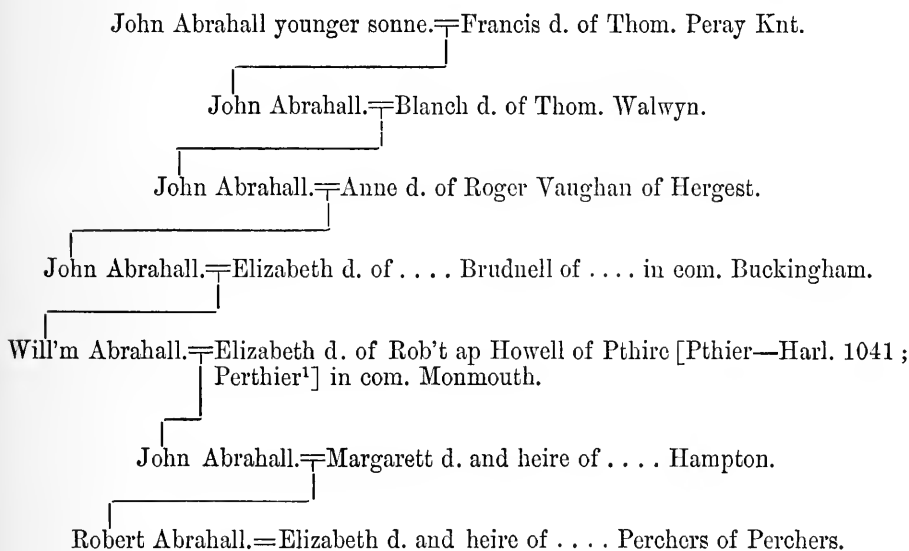 John Abrahall younger sonne.=Francis d. of Thom. Peray Knt.
John Abrahall.=Blanch d. of Thom. Walwyn.
John Abrahall.=Anne d. of Roger Vaughan of Hergest.
John Abrahall.=Elizabeth d. of . . . . Brudnell of . . . . in com. Buckingham.
Will'm Abrahall.=Elizabeth d. of Rob't ap Howell of Pthire [Pthier—Harl. 1041 ;
Perthier¹] in com. Monmouth.
John Abrahall.=Margarett d. and heire of . . . . Hampton.
Robert Abrahall.=Elizabeth d. and heire of . . . . Perchers of Perchers.